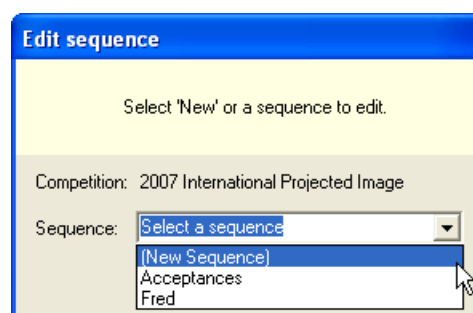 Edit sequence
Select 'New' or a sequence to edit.
Competition: 2007 International Projected Image
Sequence: Select a sequence
(New Sequence)
Acceptances
Fred